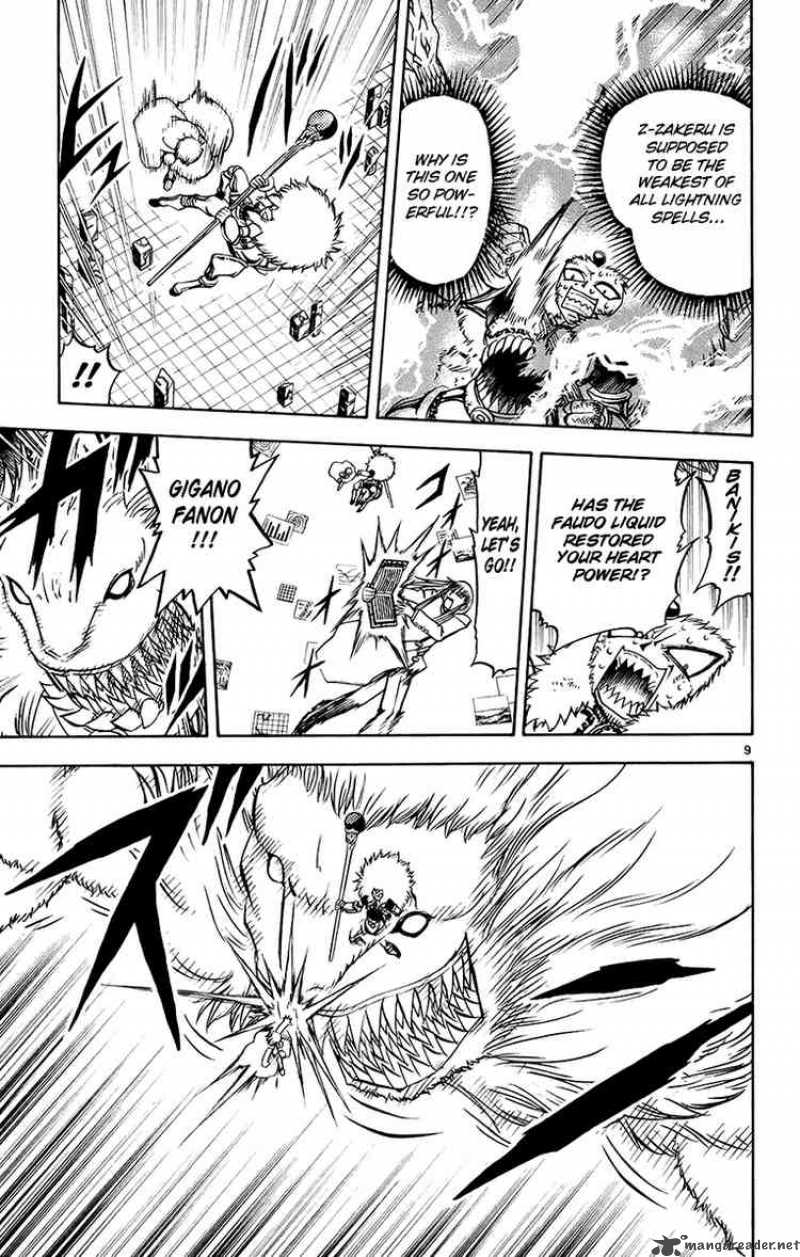 Z-ZAKERU IS
SUPPOSED
TO BE THE
WEAKEST OF
ALL LIGHTNING
SPELLS...
WHY IS
THIS ONE
SO POW-
ERFUL!!?
!!
BANKIS!!
HAS THE
FAUDO LIQUID
RESTORED
YOUR HEART
POWER!?
YEAH,
LET'S
GO!!
GIGANO
FANON
!!!
9
mangareader.net